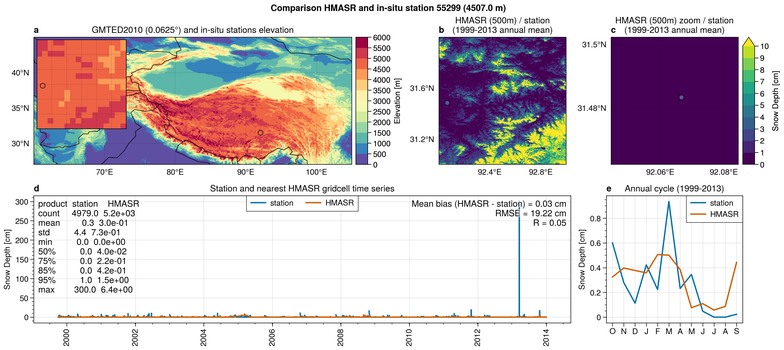 Comparison HMASR and in-situ station 55299 (4507.0 m)
a GMTED2010 (0.0625°) and in-situ stations elevation
40°N
35°N
30°N
70°E 80°E 90°E 100°E
6000
5500
5000
4500
4000
3500
3000
2500
2000
1500
1000
500
0
Elevation [m]
b HMASR (500m) / station
(1999-2013 annual mean)
31.6°N
31.2°N
92.4°E 92.8°E
c HMASR (500m) zoom / station
(1999-2013 annual mean)
31.5°N
31.48°N
92.06°E 92.08°E
10
9
8
7
6
5
4
3
2
1
0
Snow Depth [cm]
d Station and nearest HMASR gridcell time series
300
250
200
150
100
50
0
Snow Depth [cm]
product station HMASR
count 4979.0 5.2e+03
mean 0.3 3.0e-01
std 4.4 7.3e-01
min 0.0 0.0e+00
50% 0.0 4.0e-02
75% 0.0 2.2e-01
85% 0.0 4.2e-01
95% 1.0 1.5e+00
max 300.0 6.4e+00
station HMASR
Mean bias (HMASR - station) = 0.03 cm
RMSE = 19.22 cm
R = 0.05
2000 2002 2004 2006 2008 2010 2012 2014
e Annual cycle (1999-2013)
station
HMASR
0.8
0.6
0.4
0.2
0
Snow Depth [cm]
O N D J F M A M J J A S